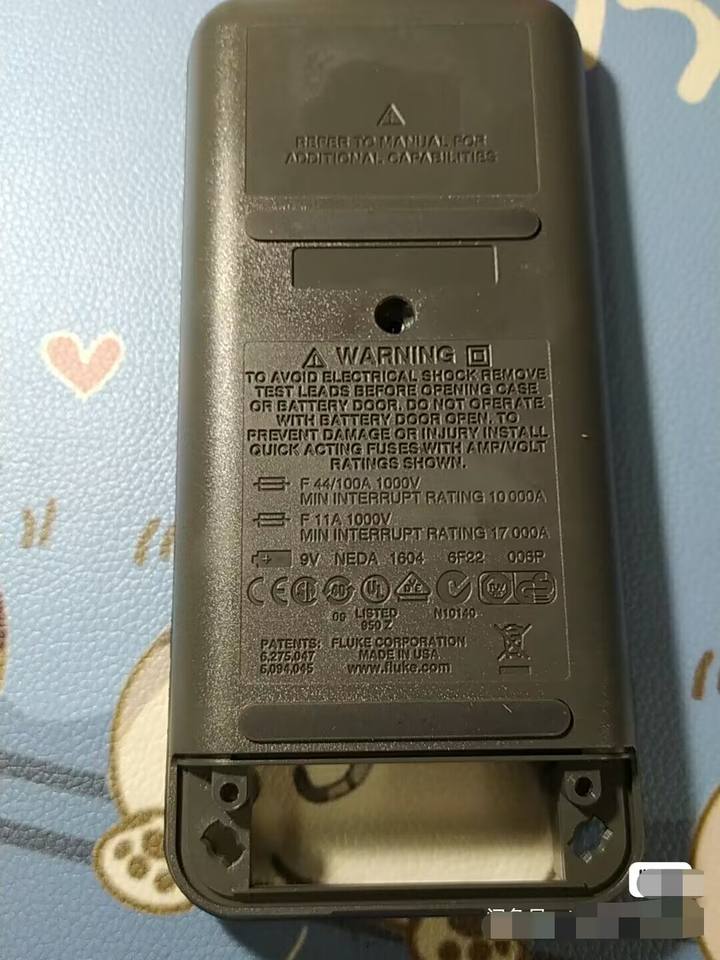 REFER TO MANUAL FOR
ADDITIONAL CAPABILITIES
WARNING
TO AVOID ELECTRICAL SHOCK REMOVE
TEST LEADS BEFORE OPENING CASE
OR BATTERY DOOR. DO NOT OPERATE
WITH BATTERY DOOR OPEN. TO
PREVENT DAMAGE OR INJURY INSTALL
QUICK ACTING FUSES WITH AMP/VOLT
RATINGS SHOWN.
F 44/100A 1000V
MIN INTERRUPT RATING 10 000A
F 11A 1000V
MIN INTERRUPT RATING 17 000A
9V NEDA 1604 6F22 006P
CE UL
09 LISTED N10140
950 Z
PATENTS: FLUKE CORPORATION
6,275,047 MADE IN USA
5,094,045 www.fluke.com